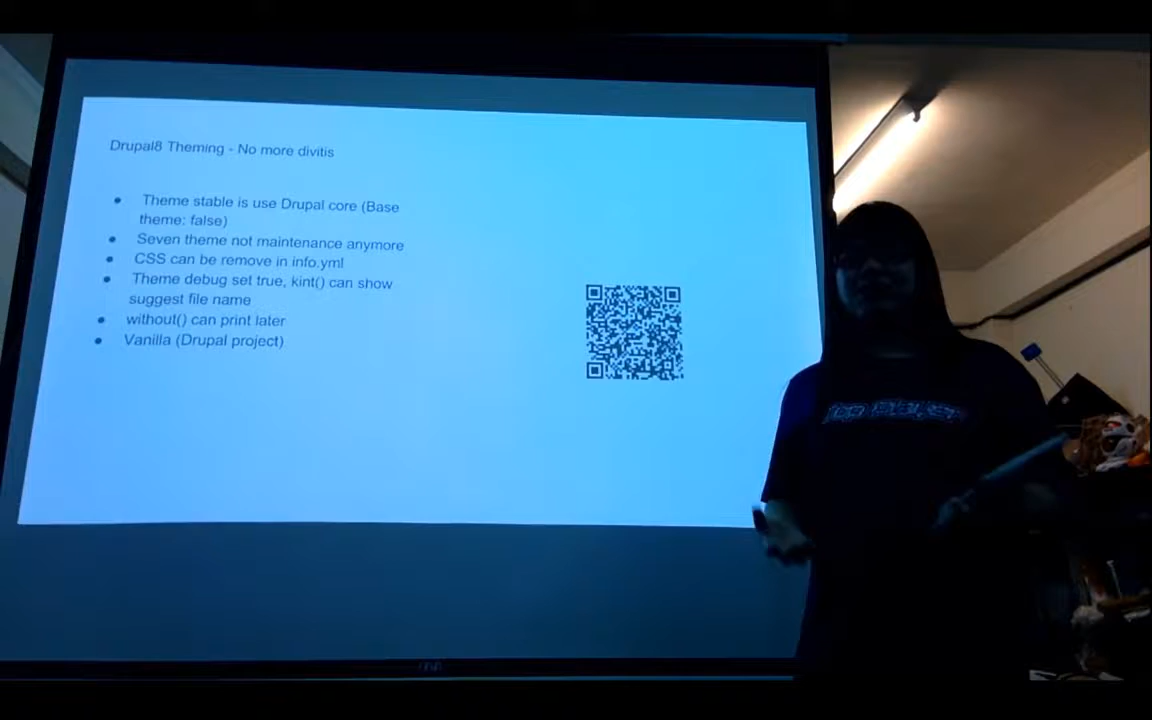 Drupal8 Theming - No more divitis
● Theme stable is use Drupal core (Base
theme: false)
● Seven theme not maintenance anymore
● CSS can be remove in info.yml
● Theme debug set true, kint() can show
suggest file name
● without() can print later
● Vanilla (Drupal project)